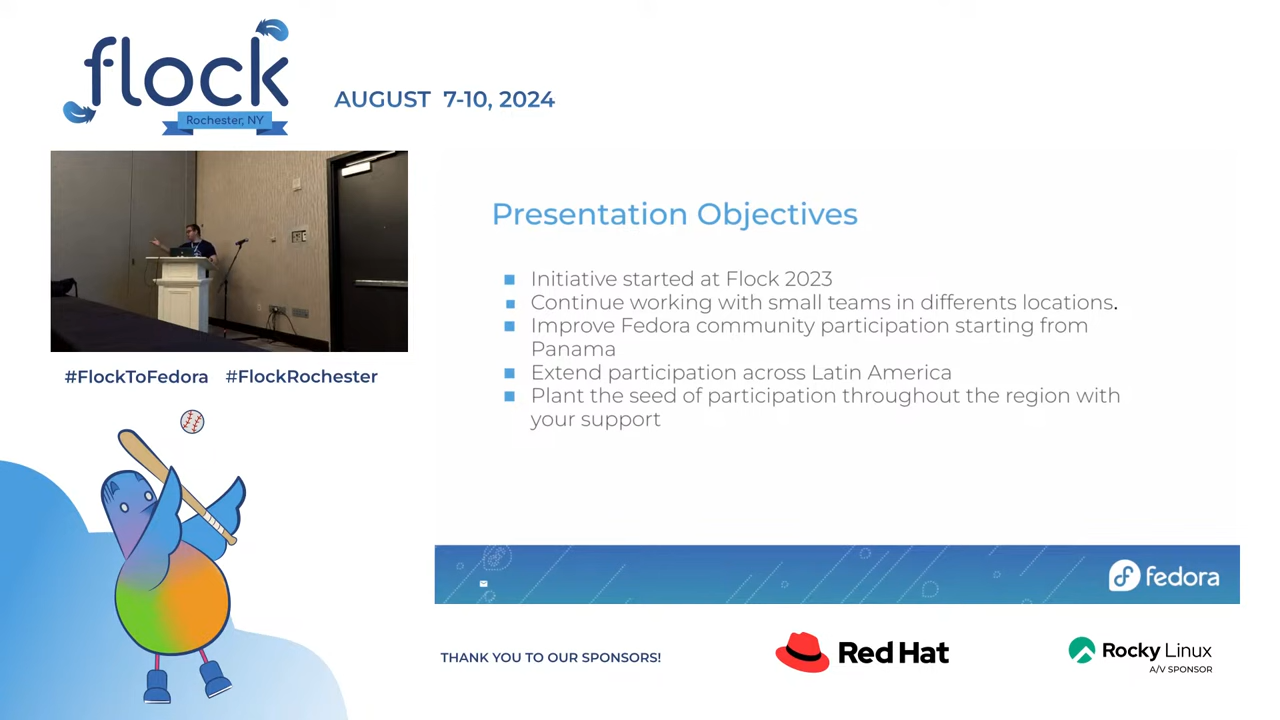 flock
Rochester, NY
AUGUST 7-10, 2024
#FlockToFedora #FlockRochester
Presentation Objectives
Initiative started at Flock 2023
Continue working with small teams in differents locations.
Improve Fedora community participation starting from
Panama
Extend participation across Latin America
Plant the seed of participation throughout the region with
your support
fedora
THANK YOU TO OUR SPONSORS!
Red Hat
Rocky Linux
A/V SPONSOR